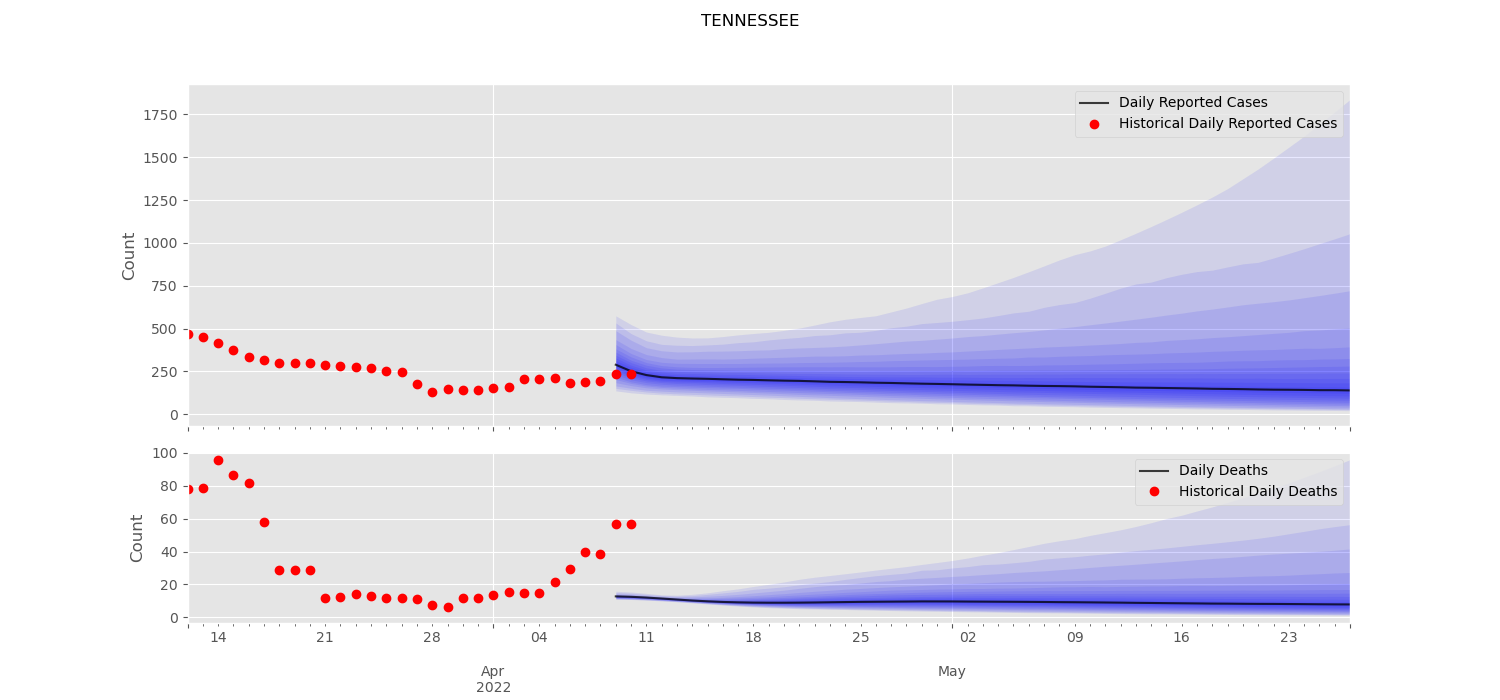 TENNESSEE
Daily Reported Cases
Historical Daily Reported Cases
1750
1500
1250
1000
750
500
250
0
Count
Daily Deaths
Historical Daily Deaths
100
80
60
40
20
0
Count
14 21 28 04 11 18 25 02 09 16 23
Apr May
2022